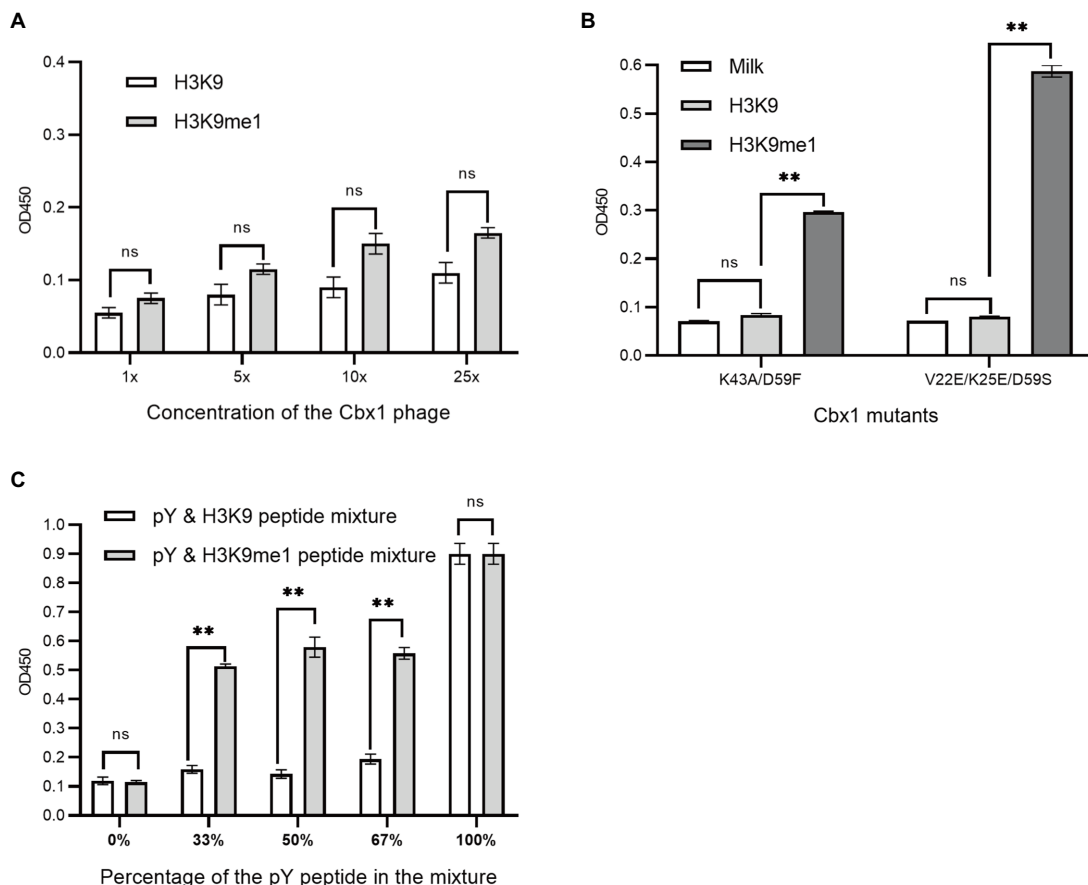 A
0.4
0.3
0.2
0.1
0.0
OD450
H3K9
H3K9me1
ns
ns
ns
ns
1x
5x
10x
25x
Concentration of the Cbx1 phage
B
0.6
0.5
0.4
0.3
0.2
0.1
0.0
OD450
Milk
H3K9
H3K9me1
ns
**
ns
**
K43A/D59F
V22E/K25E/D59S
Cbx1 mutants
C
1.0
0.9
0.8
0.7
0.6
0.5
0.4
0.3
0.2
0.1
0.0
OD450
pY & H3K9 peptide mixture
pY & H3K9me1 peptide mixture
ns
**
**
**
ns
0%
33%
50%
67%
100%
Percentage of the pY peptide in the mixture